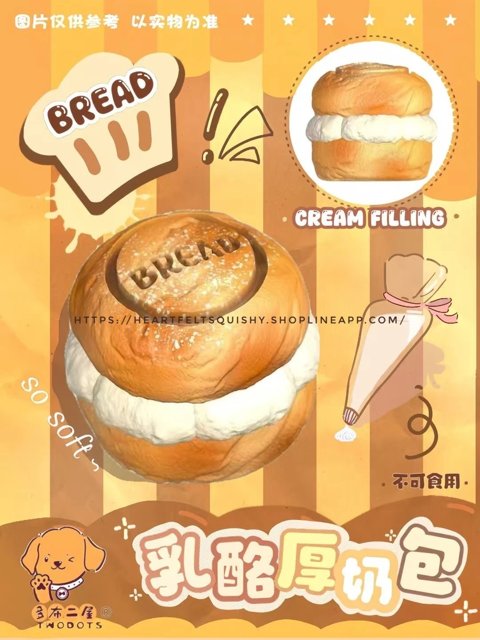 图片仅供参考 以实物为准
BREAD
CREAM FILLING
BREAD
HTTPS://HEARTFELTSQUISHY.SHOPLINEAPP.COM/
so soft~
不可食用
乳酪厚奶包
多布二屋®
TWODOTS